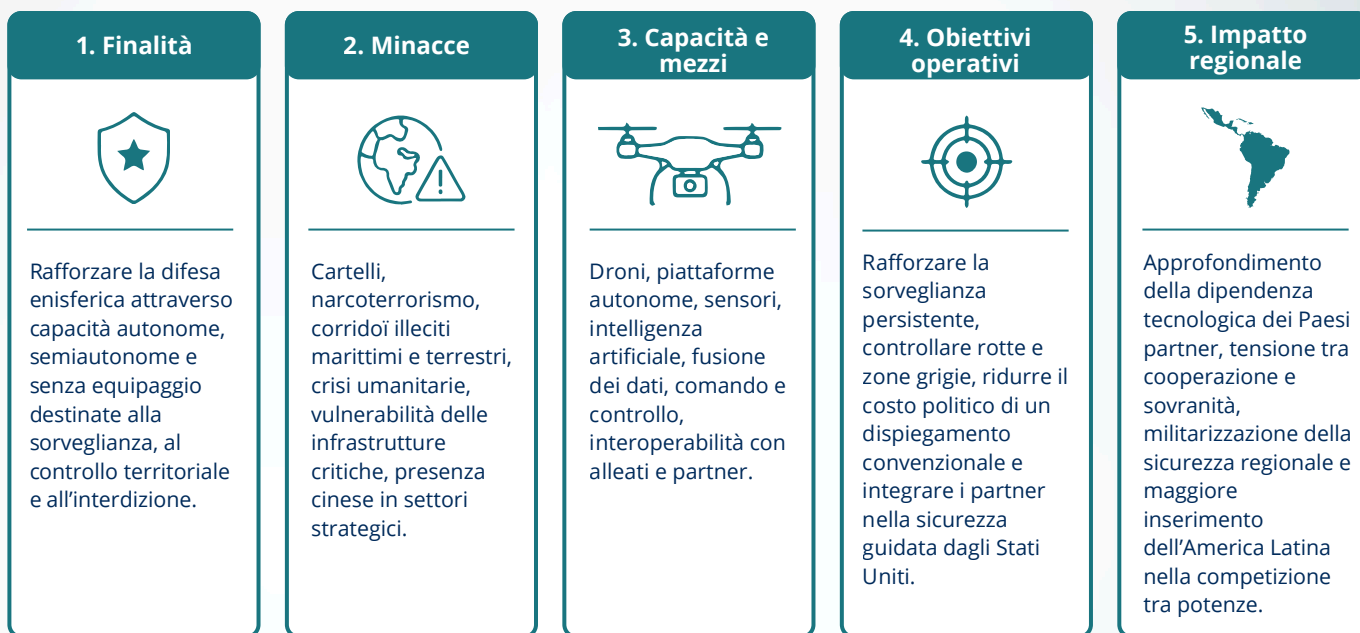 1. Finalità
Rafforzare la difesa
enisferica attraverso
capacità autonome,
semiautonome e
senza equipaggio
destinate alla
sorveglianza, al
controllo territoriale
e all'interdizione.
2. Minacce
Cartelli,
narcoterrorismo,
corridoï illeciti
marittimi e terrestri,
crisi umanitarie,
vulnerabilità delle
infrastrutture
critiche, presenza
cinese in settori
strategici.
3. Capacità e
mezzi
Droni, piattaforme
autonome, sensori,
intelligenza
artificiale, fusione
dei dati, comando e
controllo,
interoperabilità con
alleati e partner.
4. Obiettivi
operativi
Rafforzare la
sorveglianza
persistente,
controllare rotte e
zone grigie, ridurre il
costo politico di un
dispiegamento
convenzionale e
integrare i partner
nella sicurezza
guidata dagli Stati
Uniti.
5. Impatto
regionale
Approfondimento
della dipendenza
tecnologica dei Paesi
partner, tensione tra
cooperazione e
sovranità,
militarizzazione della
sicurezza regionale e
maggiore
inserimento
dell'America Latina
nella competizione
tra potenze.